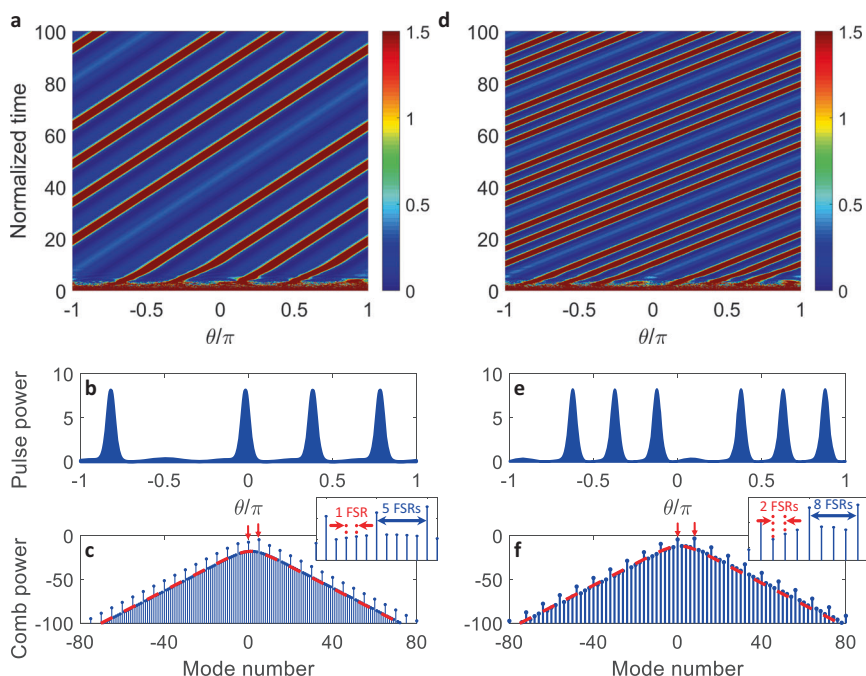 a
100
80
60
40
20
0
Normalized time
-1 -0.5 0 0.5 1
θ/π
1.5
1
0.5
0
d
100
80
60
40
20
0
-1 -0.5 0 0.5 1
θ/π
1.5
1
0.5
0
b
10
5
0
Pulse power
-1 -0.5 0 0.5 1
θ/π
e
10
5
0
-1 -0.5 0 0.5 1
θ/π
1 FSR 5 FSRs
c
0
-50
-100
Comb power
-80 -40 0 40 80
Mode number
2 FSRs 8 FSRs
f
0
-50
-100
-80 -40 0 40 80
Mode number